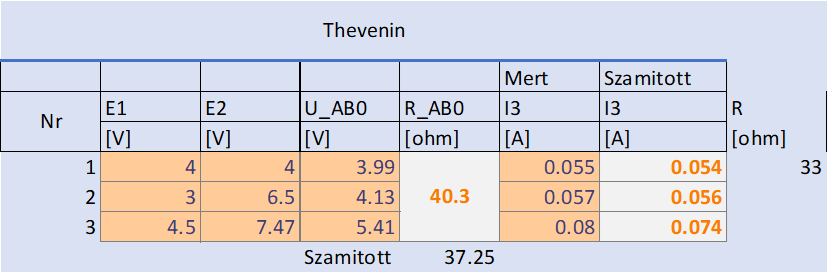 Thevenin
Mert Szamitott
E1 E2 U_AB0 R_AB0 I3 I3 R
Nr
[V] [V] [V] [ohm] [A] [A] [ohm]
1 4 4 3.99 0.055 0.054 33
2 3 6.5 4.13 40.3 0.057 0.056
3 4.5 7.47 5.41 0.08 0.074
Szamitott 37.25